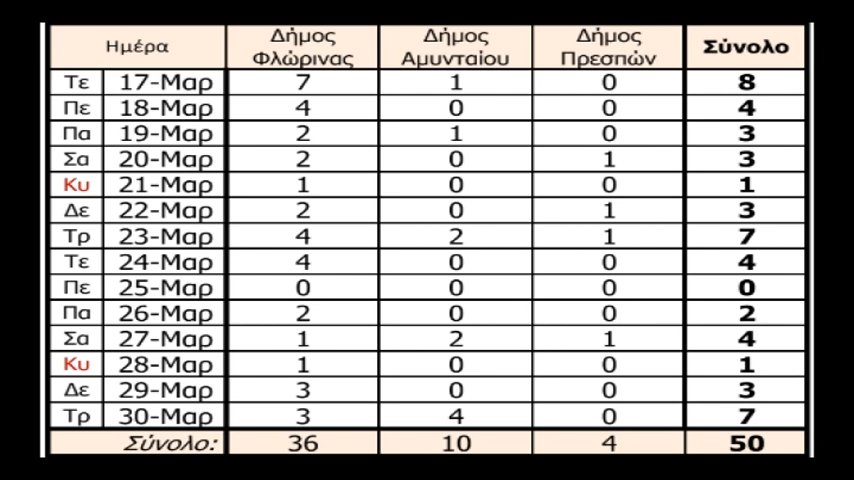 Ημέρα Δήμος Φλώρινας Δήμος Αμυνταίου Δήμος Πρεσπών Σύνολο
Τε 17-Μαρ 7 1 0 8
Πε 18-Μαρ 4 0 0 4
Πα 19-Μαρ 2 1 0 3
Σα 20-Μαρ 2 0 1 3
Κυ 21-Μαρ 1 0 0 1
Δε 22-Μαρ 2 0 1 3
Τρ 23-Μαρ 4 2 1 7
Τε 24-Μαρ 4 0 0 4
Πε 25-Μαρ 0 0 0 0
Πα 26-Μαρ 2 0 0 2
Σα 27-Μαρ 1 2 1 4
Κυ 28-Μαρ 1 0 0 1
Δε 29-Μαρ 3 0 0 3
Τρ 30-Μαρ 3 4 0 7
Σύνολο: 36 10 4 50